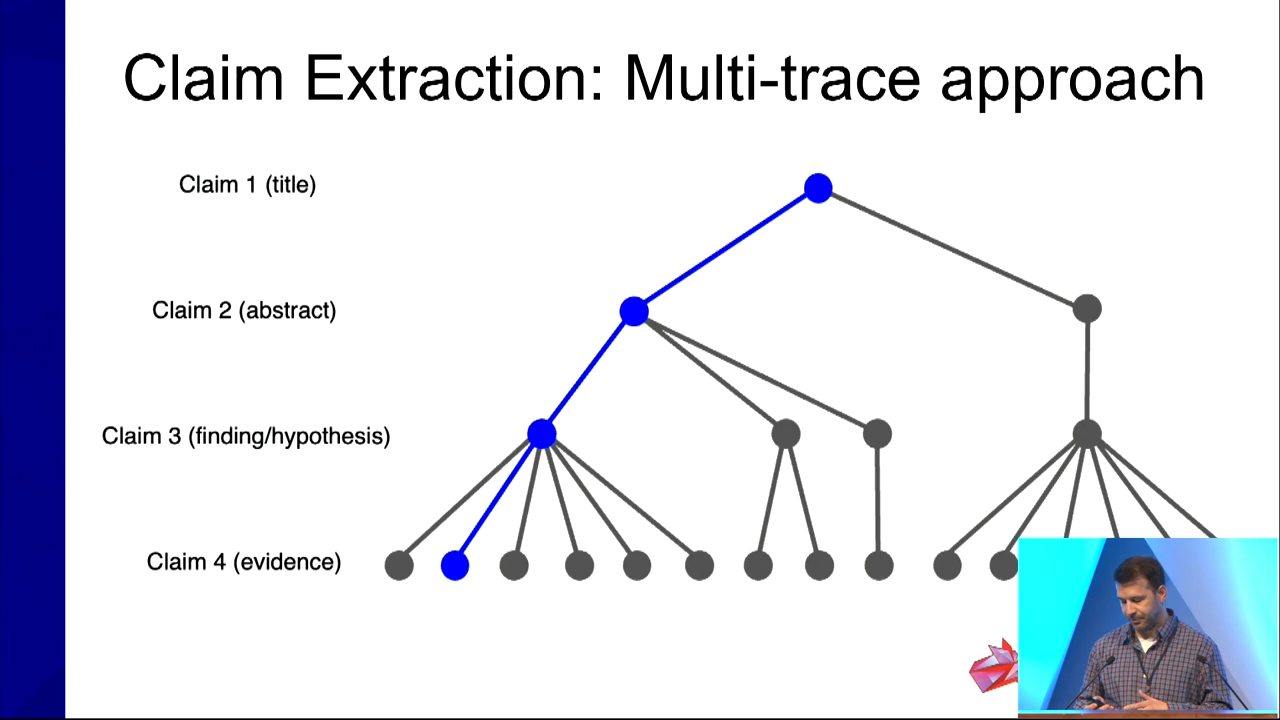 Claim Extraction: Multi-trace approach
Claim 1 (title)
Claim 2 (abstract)
Claim 3 (finding/hypothesis)
Claim 4 (evidence)